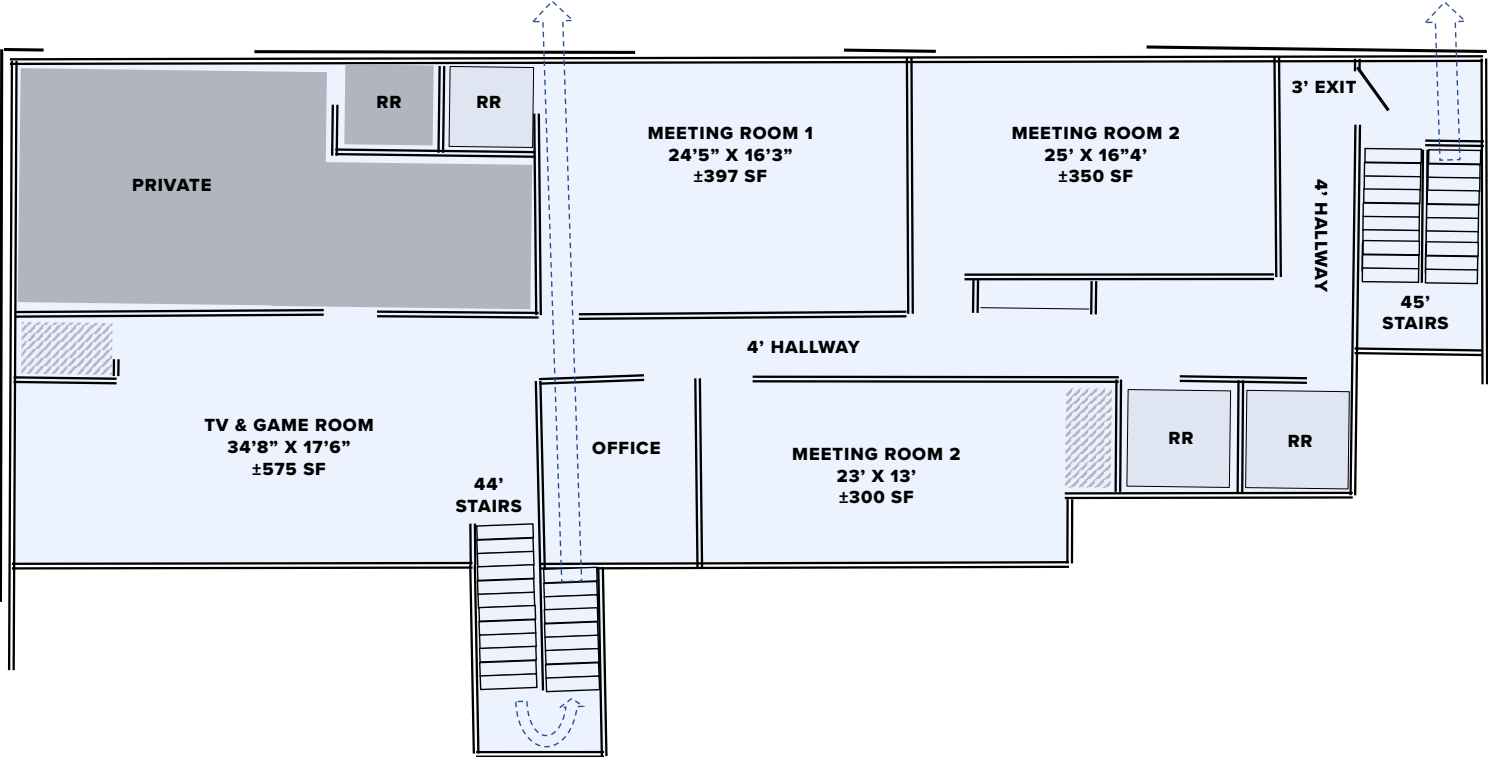 RR
RR
PRIVATE
MEETING ROOM 1
24’5” X 16’3”
±397 SF
MEETING ROOM 2
25’ X 16”4’
±350 SF
3’ EXIT
4’ HALLWAY
45’
STAIRS
4’ HALLWAY
TV & GAME ROOM
34’8” X 17’6”
±575 SF
44’
STAIRS
OFFICE
MEETING ROOM 2
23’ X 13’
±300 SF
RR
RR